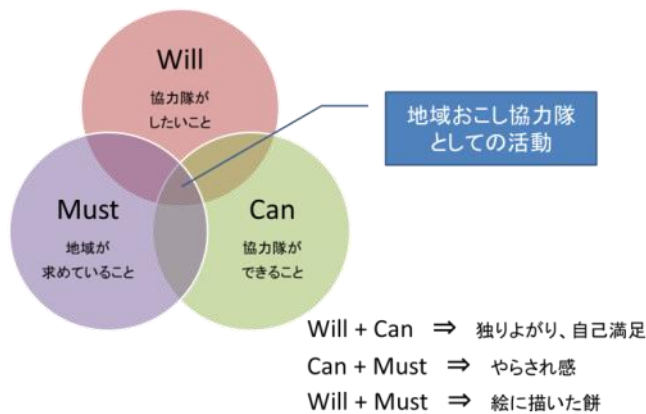 Will
協力隊が
したいこと
地域おこし協力隊
としての活動
Must
地域が
求めていること
Can
協力隊が
できること
Will + Can ⇒ 独りよがり、自己満足
Can + Must ⇒ やらされ感
Will + Must ⇒ 絵に描いた餅